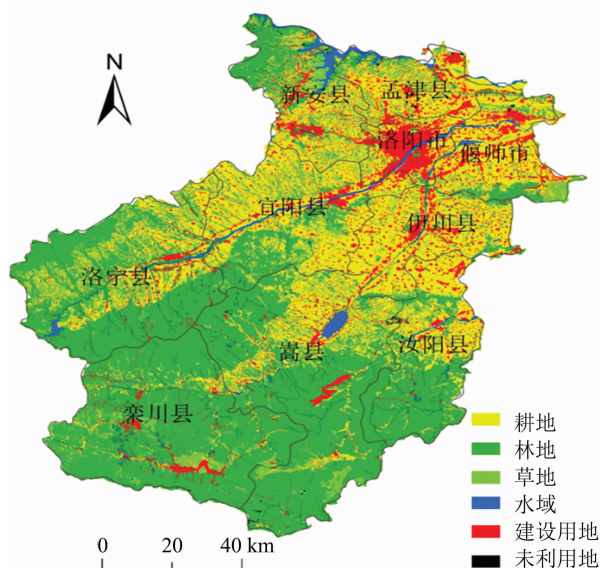 N
新安县
孟津县
洛阳市
偃师市
宜阳县
伊川县
洛宁县
嵩县
汝阳县
栾川县
耕地
林地
草地
水域
建设用地
未利用地
0 20 40 km